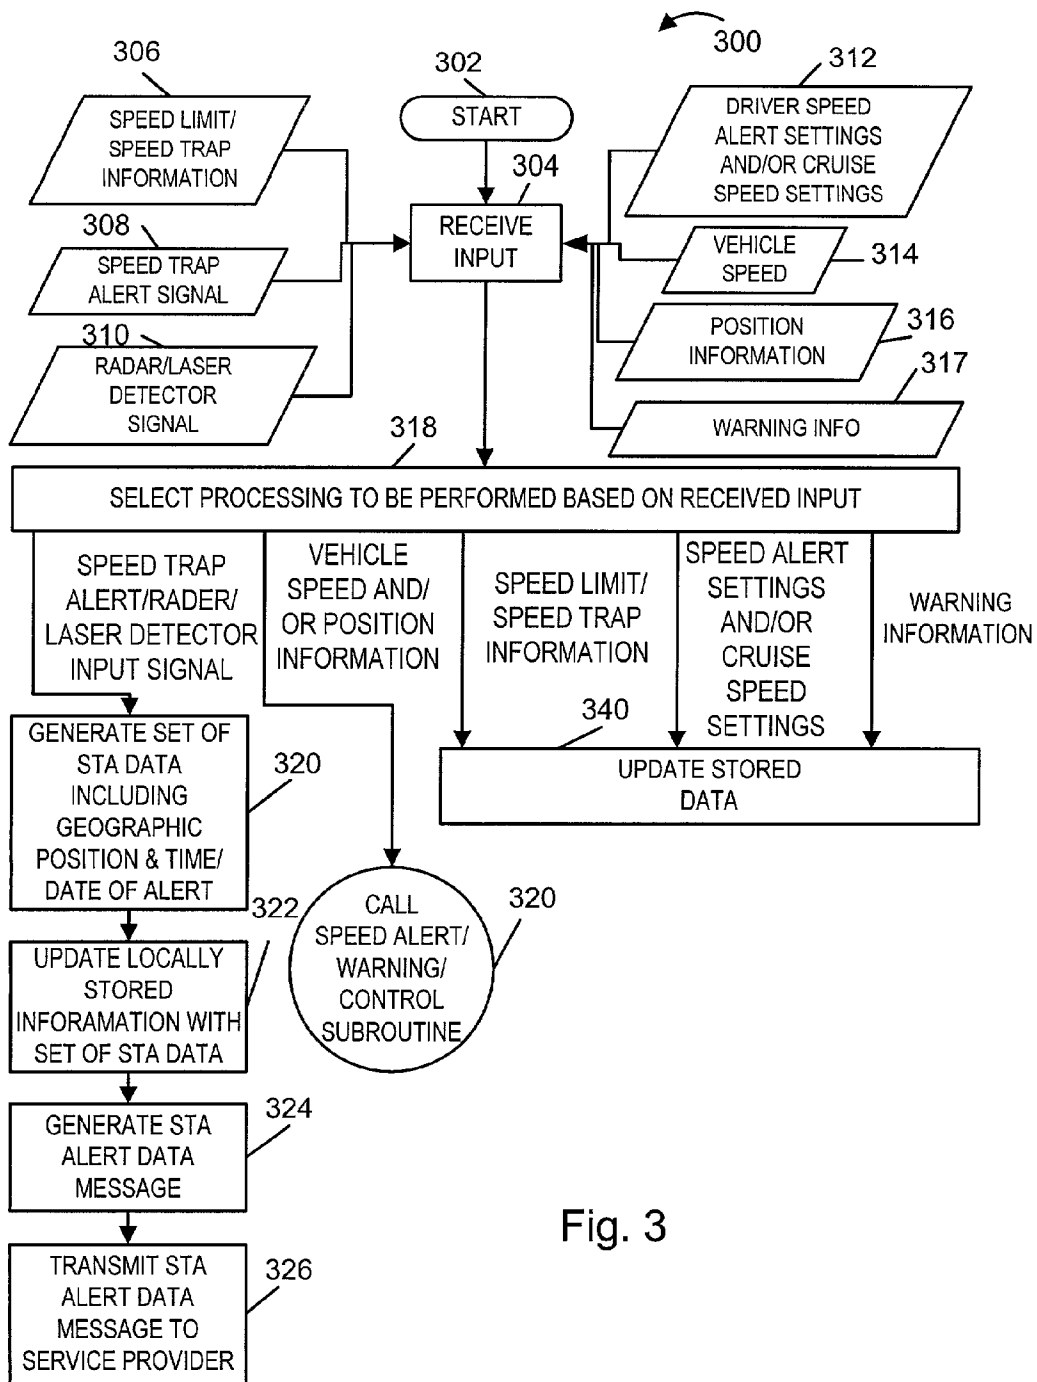 300
306
302
312
SPEED LIMIT/
SPEED TRAP
INFORMATION
START
DRIVER SPEED
ALERT SETTINGS
AND/OR CRUISE
SPEED SETTINGS
304
RECEIVE
INPUT
308
SPEED TRAP
ALERT SIGNAL
VEHICLE
SPEED
314
310
RADAR/LASER
DETECTOR
SIGNAL
POSITION
INFORMATION
316
317
WARNING INFO
318
SELECT PROCESSING TO BE PERFORMED BASED ON RECEIVED INPUT
SPEED TRAP
ALERT/RADER/
LASER DETECTOR
INPUT SIGNAL
VEHICLE
SPEED AND/
OR POSITION
INFORMATION
SPEED LIMIT/
SPEED TRAP
INFORMATION
SPEED ALERT
SETTINGS
AND/OR
CRUISE
SPEED
SETTINGS
WARNING
INFORMATION
340
UPDATE STORED
DATA
GENERATE SET OF
STA DATA
INCLUDING
GEOGRAPHIC
POSITION & TIME/
DATE OF ALERT
320
CALL
SPEED ALERT/
WARNING/
CONTROL
SUBROUTINE
320
322
UPDATE LOCALLY
STORED
INFORAMATION WITH
SET OF STA DATA
324
GENERATE STA
ALERT DATA
MESSAGE
326
TRANSMIT STA
ALERT DATA
MESSAGE TO
SERVICE PROVIDER
Fig. 3